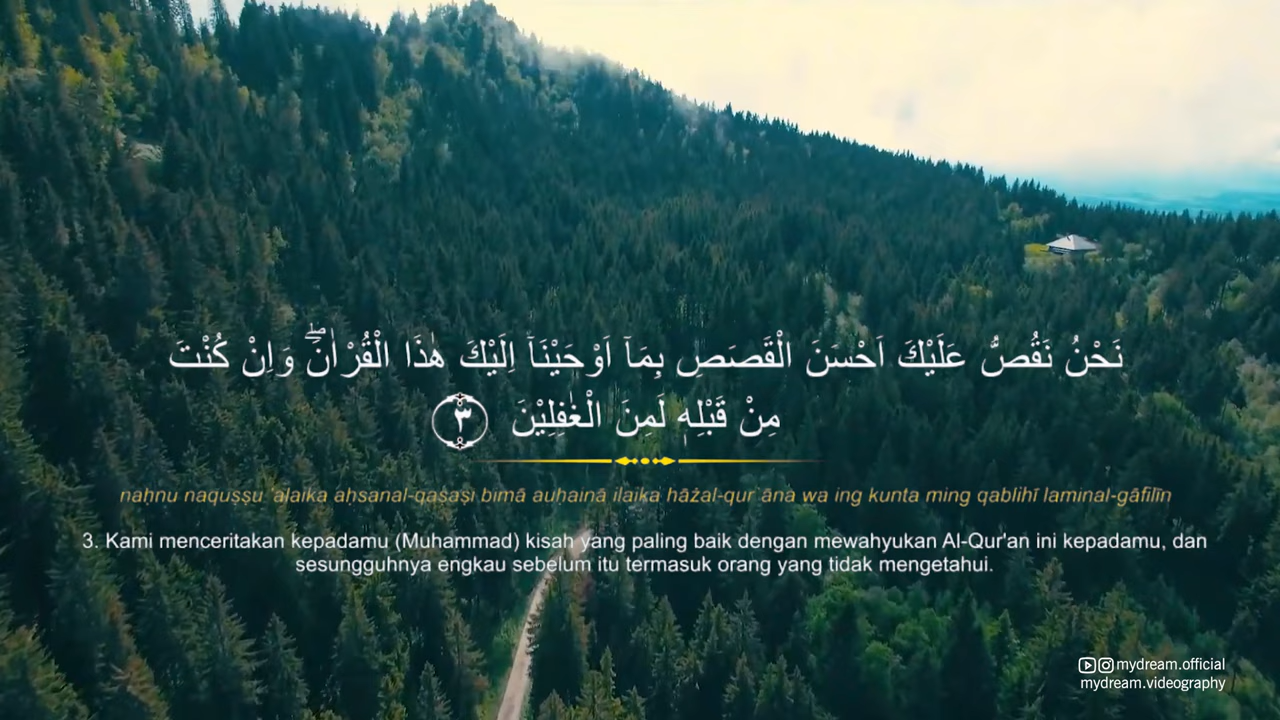 نَحْنُ نَقُصُّ عَلَيْكَ اَحْسَنَ الْقَصَصِ بِمَآ اَوْحَيْنَآ اِلَيْكَ هٰذَا الْقُرْاٰنَۖ وَاِنْ كُنْتَ
مِنْ قَبْلِهٖ لَمِنَ الْغٰفِلِيْنَ ٣
naḥnu naquṣṣu 'alaika aḥsanal-qaṣaṣi bimā auḥainā ilaika hāżal-qur'āna wa ing kunta ming qablihī laminal-gāfilīn
3. Kami menceritakan kepadamu (Muhammad) kisah yang paling baik dengan mewahyukan Al-Qur'an ini kepadamu, dan
sesungguhnya engkau sebelum itu termasuk orang yang tidak mengetahui.
mydream.official
mydream.videography